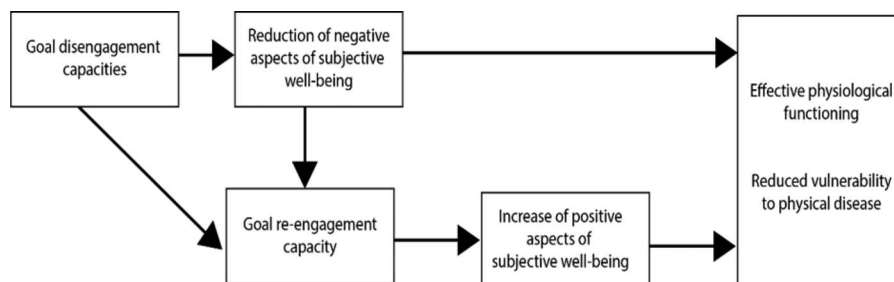 Goal disengagement
capacities
Reduction of negative
aspects of subjective
well-being
Effective physiological
functioning
Reduced vulnerability
to physical disease
Goal re-engagement
capacity
Increase of positive
aspects of
subjective well-being